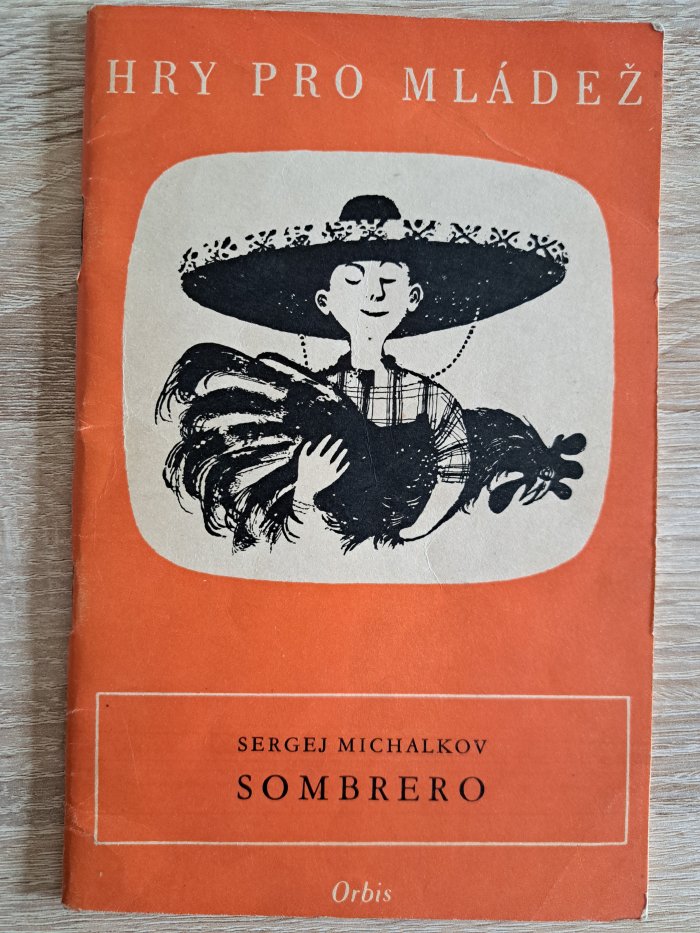 HRY PRO MLÁDEŽ
SERGEJ MICHALKOV
SOMBRERO
Orbis